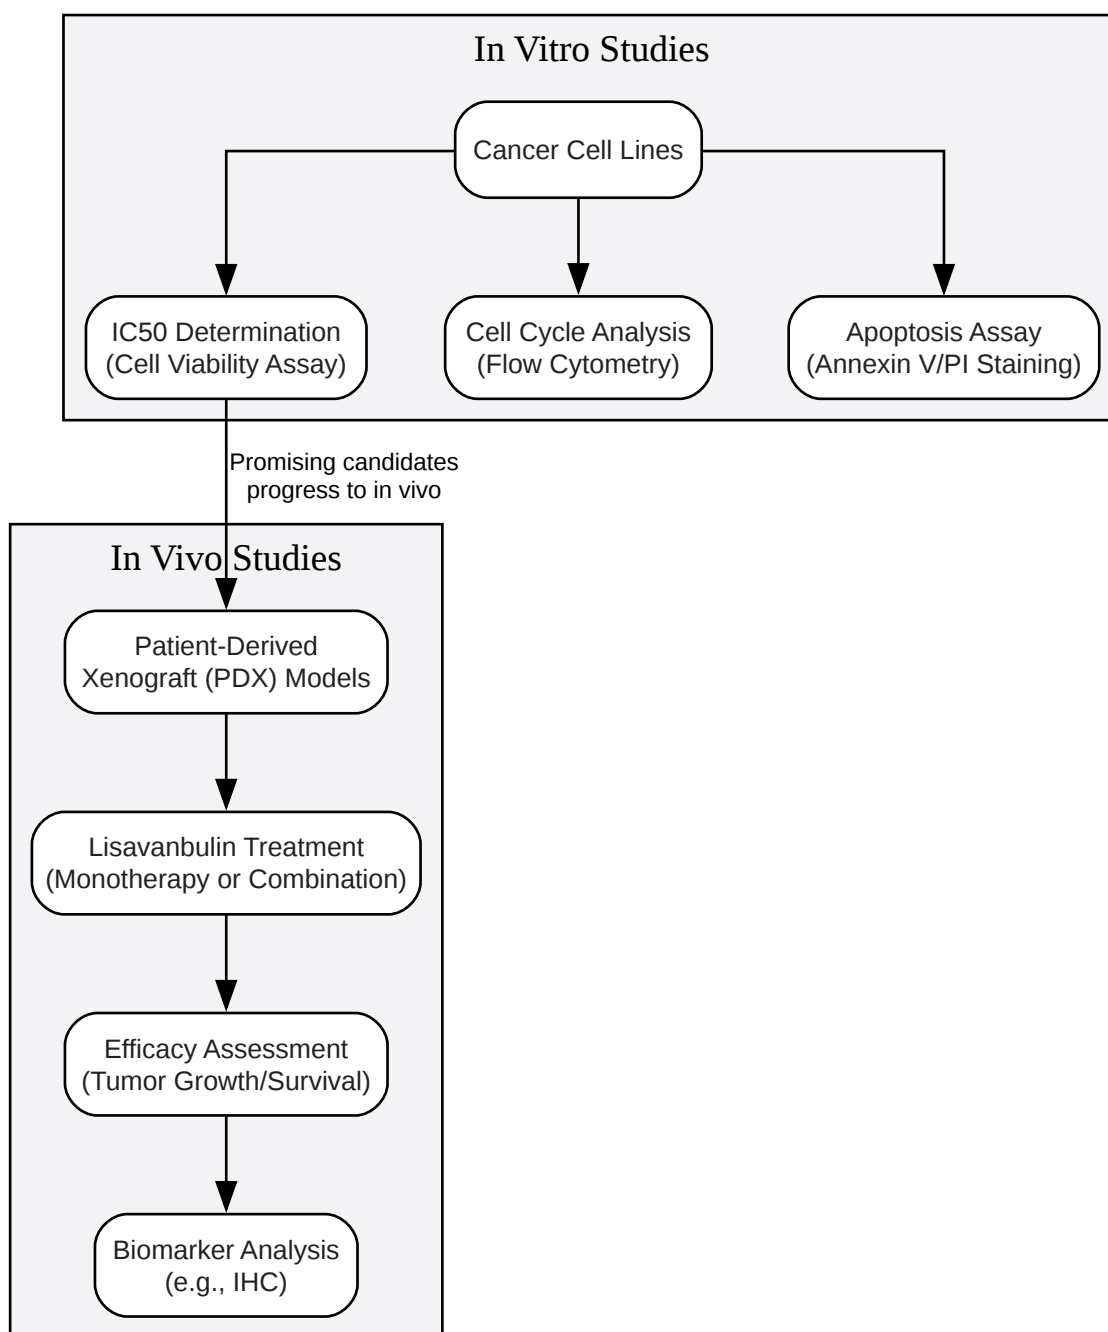 In Vitro Studies
Cancer Cell Lines
IC50 Determination
(Cell Viability Assay)
Cell Cycle Analysis
(Flow Cytometry)
Apoptosis Assay
(Annexin V/PI Staining)
Promising candidates
progress to in vivo
In Vivo Studies
Patient-Derived
Xenograft (PDX) Models
Lisavanbulin Treatment
(Monotherapy or Combination)
Efficacy Assessment
(Tumor Growth/Survival)
Biomarker Analysis
(e.g., IHC)